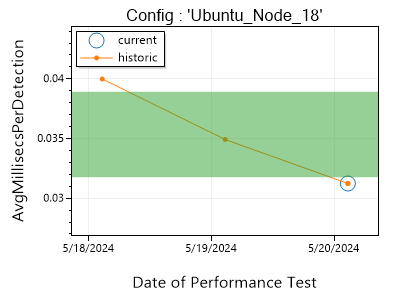 Config : 'Ubuntu_Node_18'
current
historic
AvgMillisecsPerDetection
0.04
0.035
0.03
5/18/2024
5/19/2024
5/20/2024
Date of Performance Test